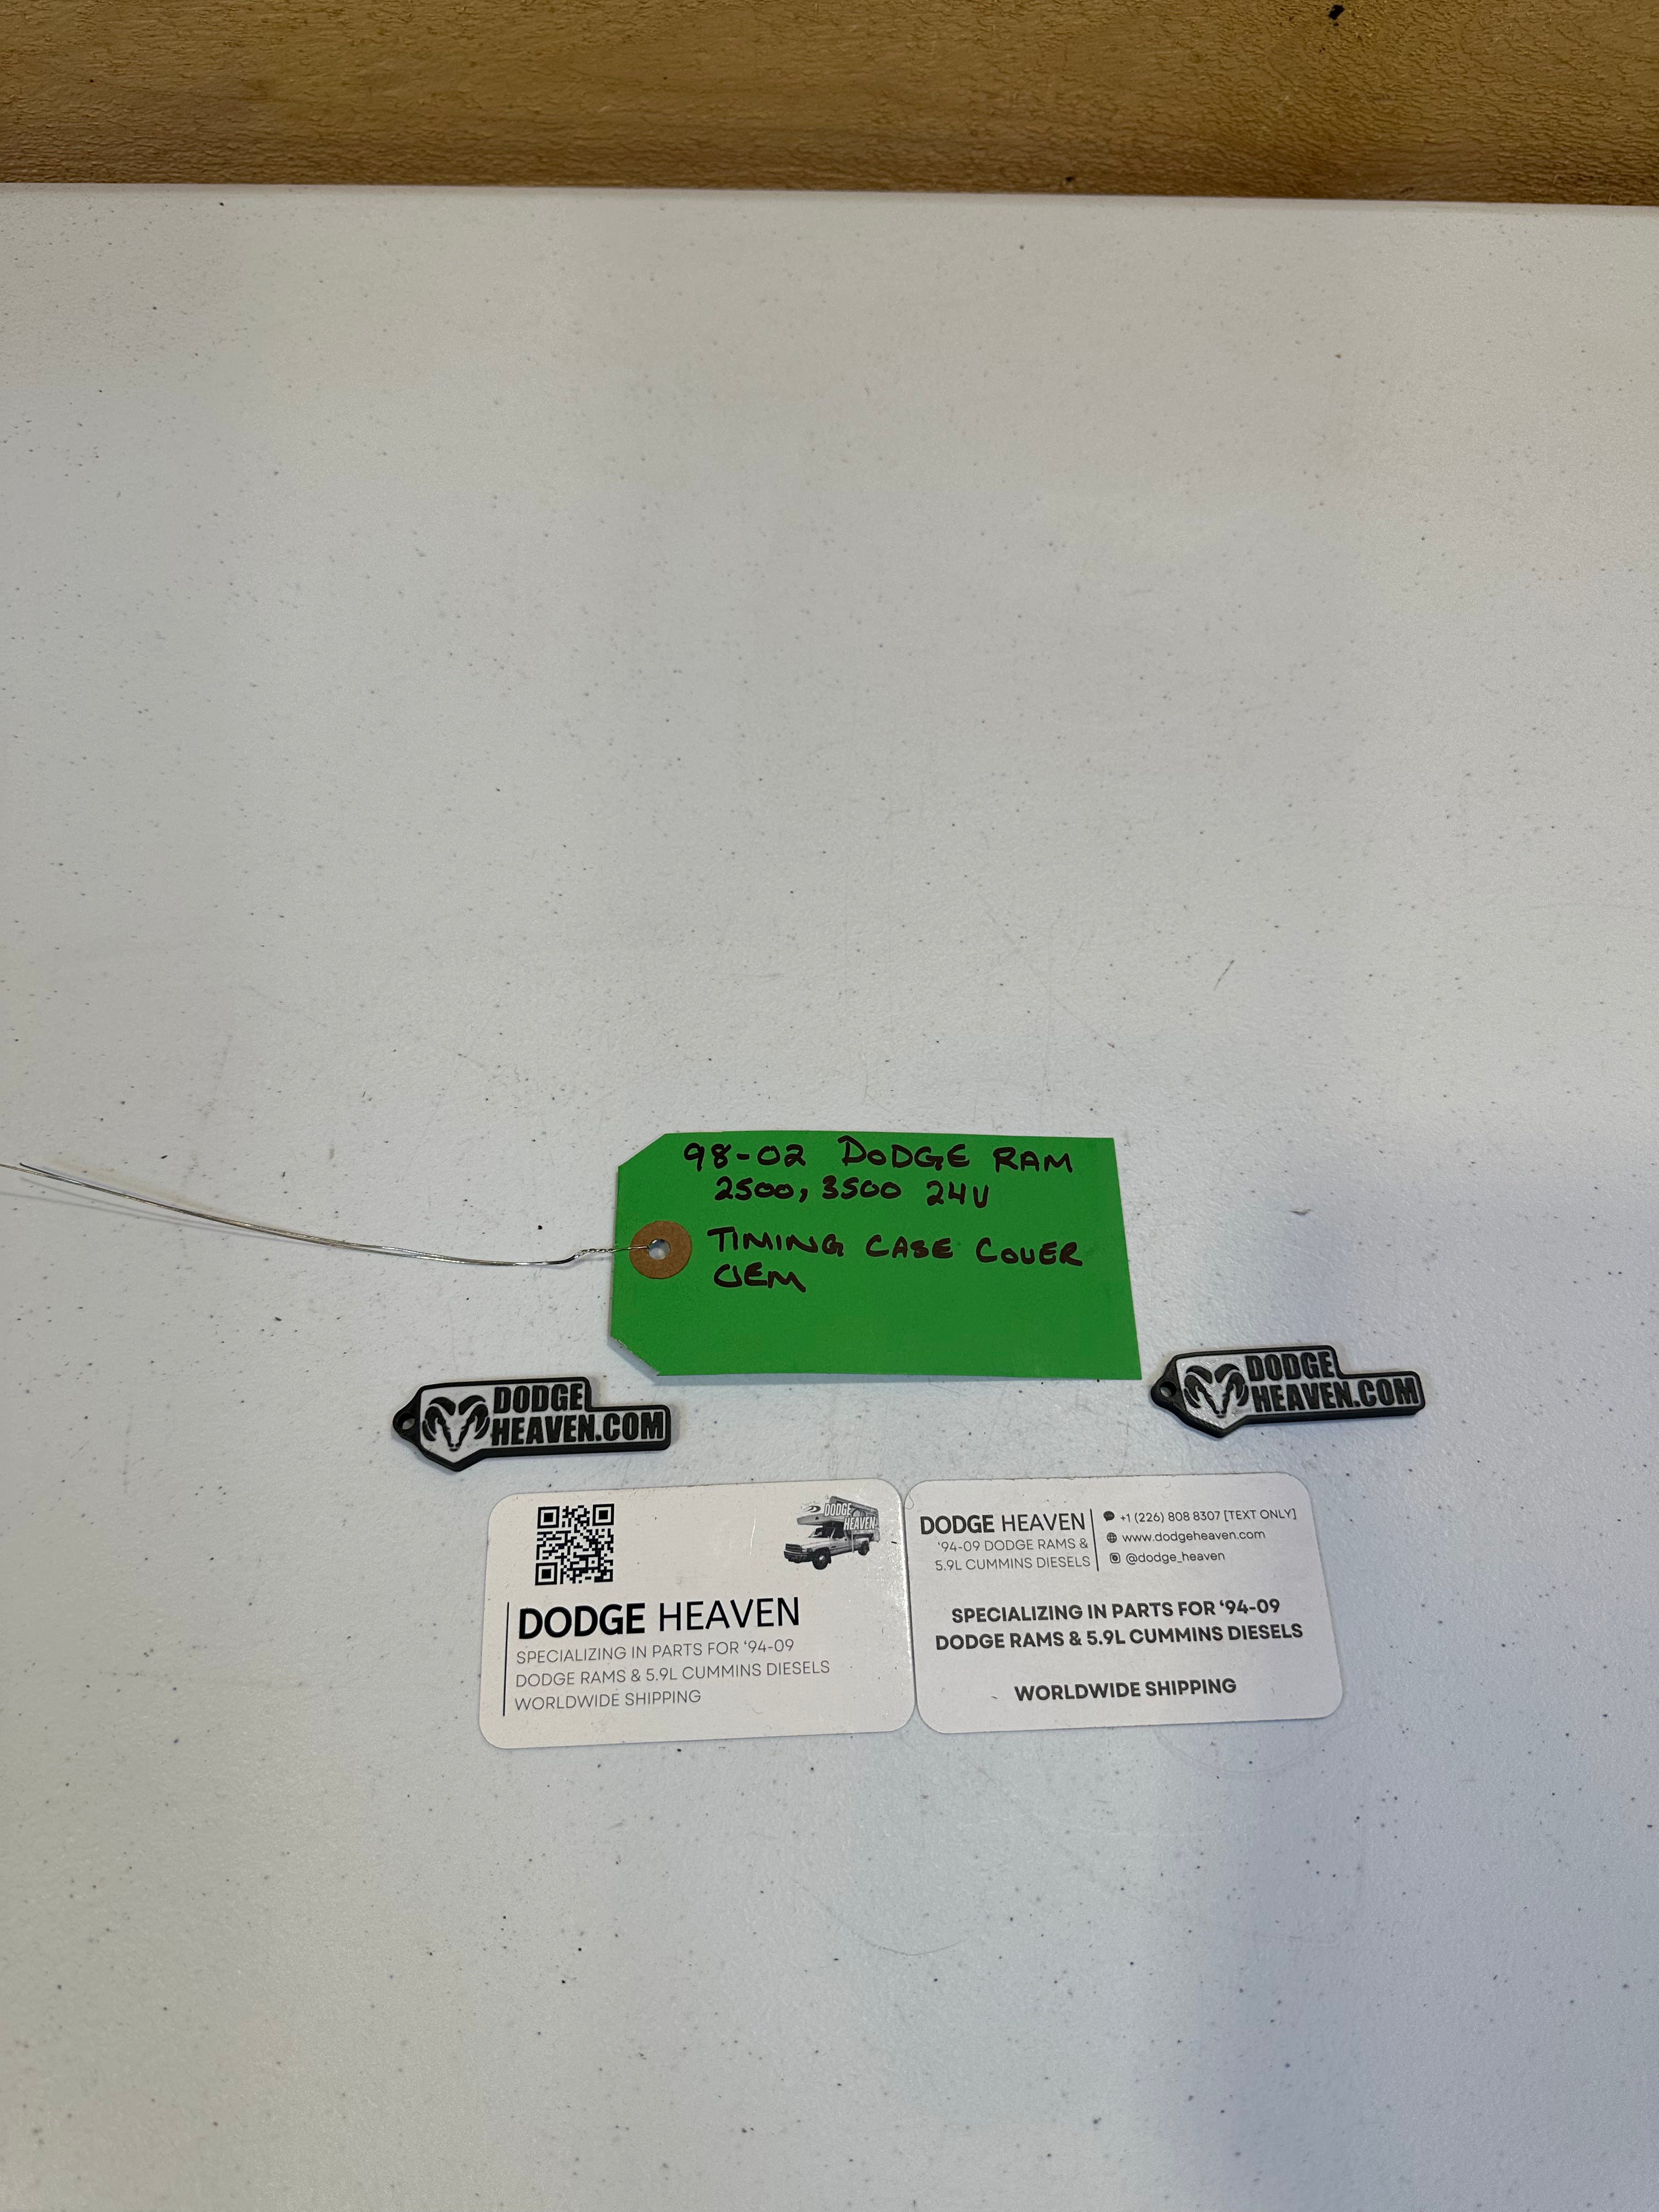 98-02 DODGE RAM
2500, 3500 24V
TIMING CASE COVER
OEM
DODGE
HEAVEN.COM
DODGE
HEAVEN.COM
DODGE
HEAVEN
DODGE HEAVEN
SPECIALIZING IN PARTS FOR ‘94-09
DODGE RAMS & 5.9L CUMMINS DIESELS
WORLDWIDE SHIPPING
DODGE HEAVEN
‘94-09 DODGE RAMS &
5.9L CUMMINS DIESELS
+1 (226) 808 8307 [TEXT ONLY]
www.dodgeheaven.com
@dodge_heaven
SPECIALIZING IN PARTS FOR ‘94-09
DODGE RAMS & 5.9L CUMMINS DIESELS
WORLDWIDE SHIPPING